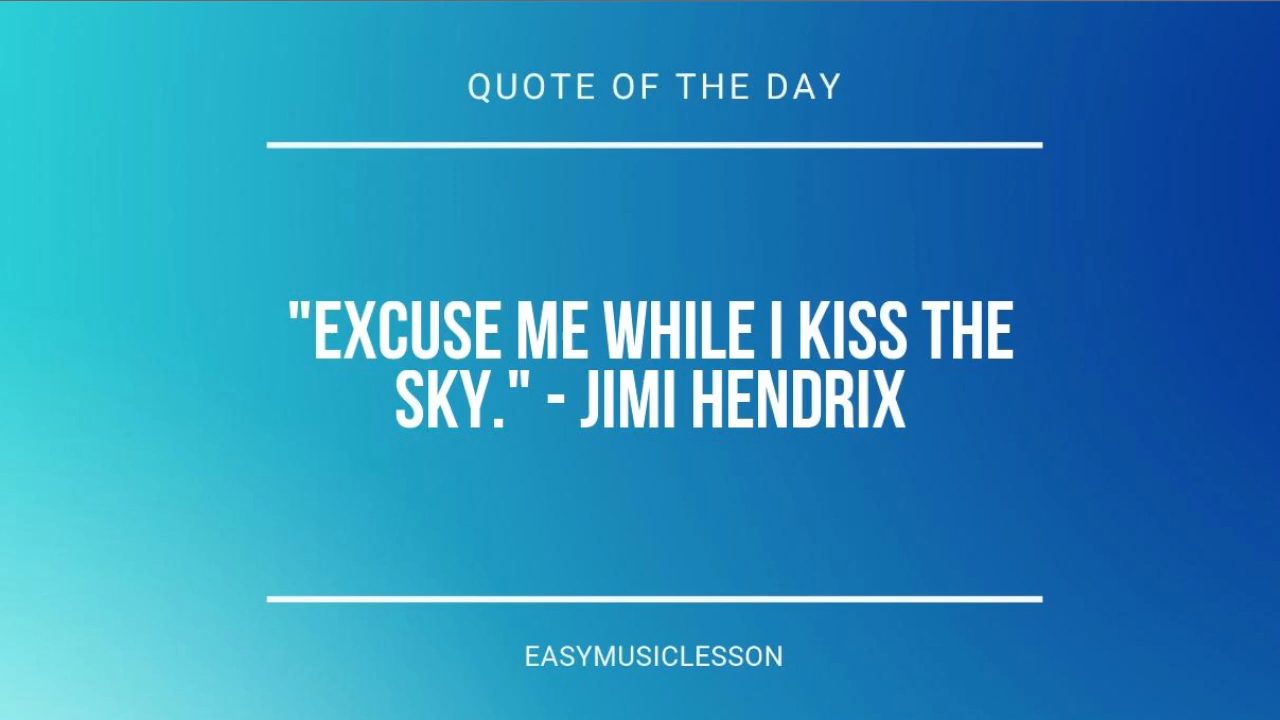 QUOTE OF THE DAY
"EXCUSE ME WHILE I KISS THE
SKY." - JIMI HENDRIX
EASYMUSICLESSON